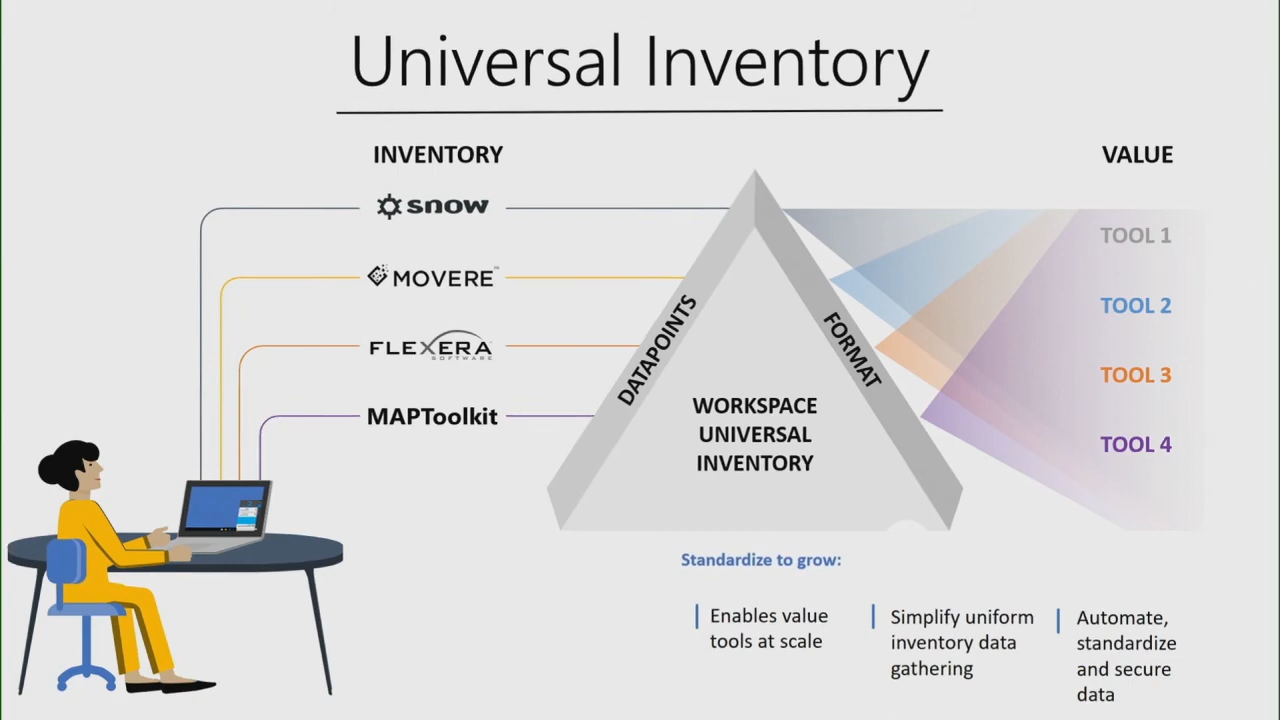 Universal Inventory
INVENTORY
VALUE
snow
MOVERE™
FLEXERA
SOFTWARE
MAPToolkit
DATAPOINTS
FORMAT
WORKSPACE
UNIVERSAL
INVENTORY
TOOL 1
TOOL 2
TOOL 3
TOOL 4
Standardize to grow:
Enables value
tools at scale
Simplify uniform
inventory data
gathering
Automate,
standardize
and secure
data